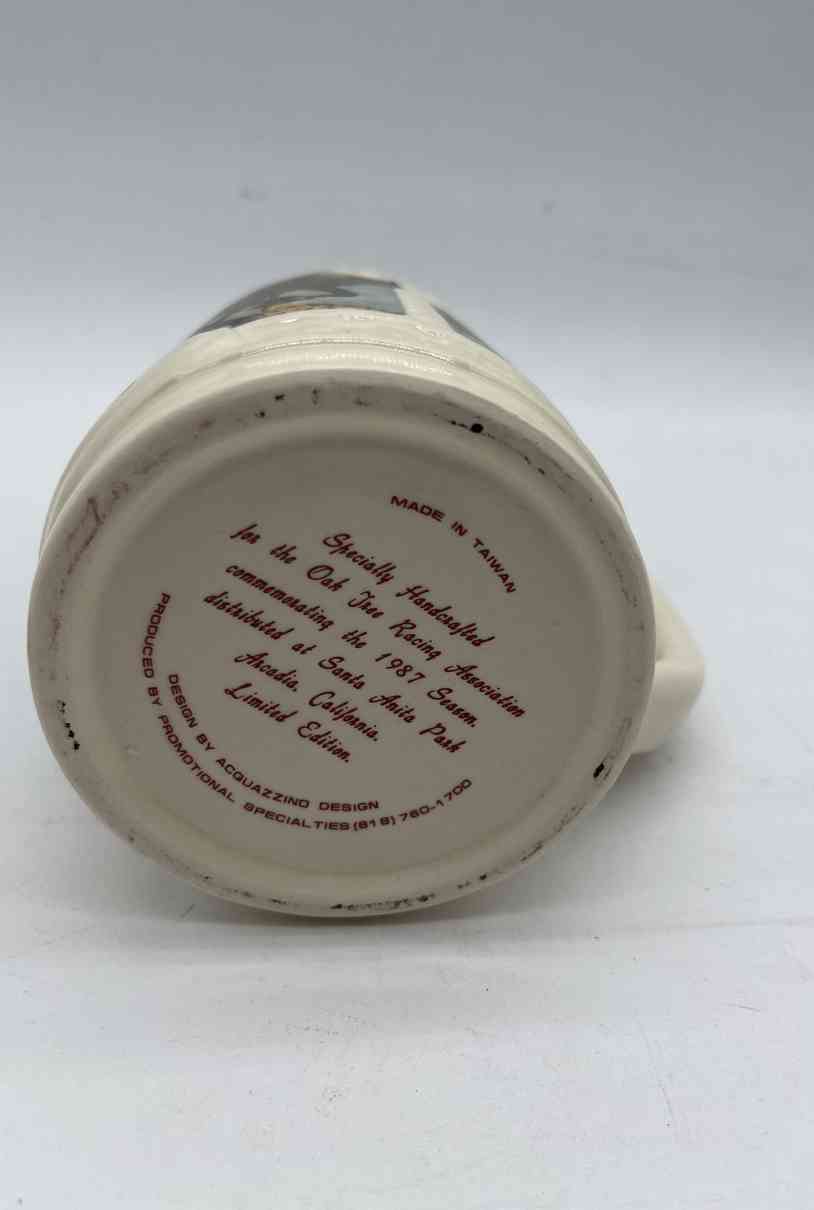 MADE IN TAIWAN
Specially Handcrafted
for the Oak Tree Racing Association
commemorating the 1987 Season,
distributed at Santa Anita Park
Arcadia, California.
Limited Edition.
DESIGN BY ACQUAZZINO DESIGN
PRODUCED BY PROMOTIONAL SPECIALTIES (818) 760-1700